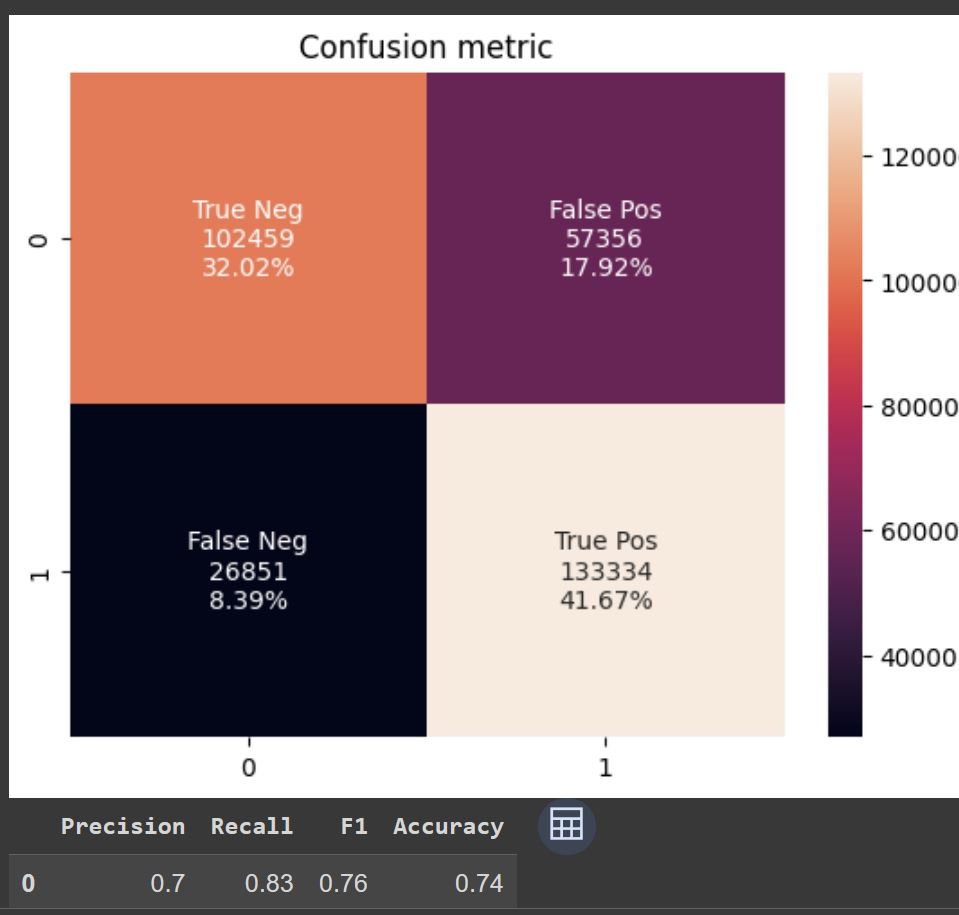 Confusion metric
0
True Neg
102459
32.02%
False Pos
57356
17.92%
1
False Neg
26851
8.39%
True Pos
133334
41.67%
0 1
12000
10000
80000
60000
40000
Precision Recall F1 Accuracy
0 0.7 0.83 0.76 0.74